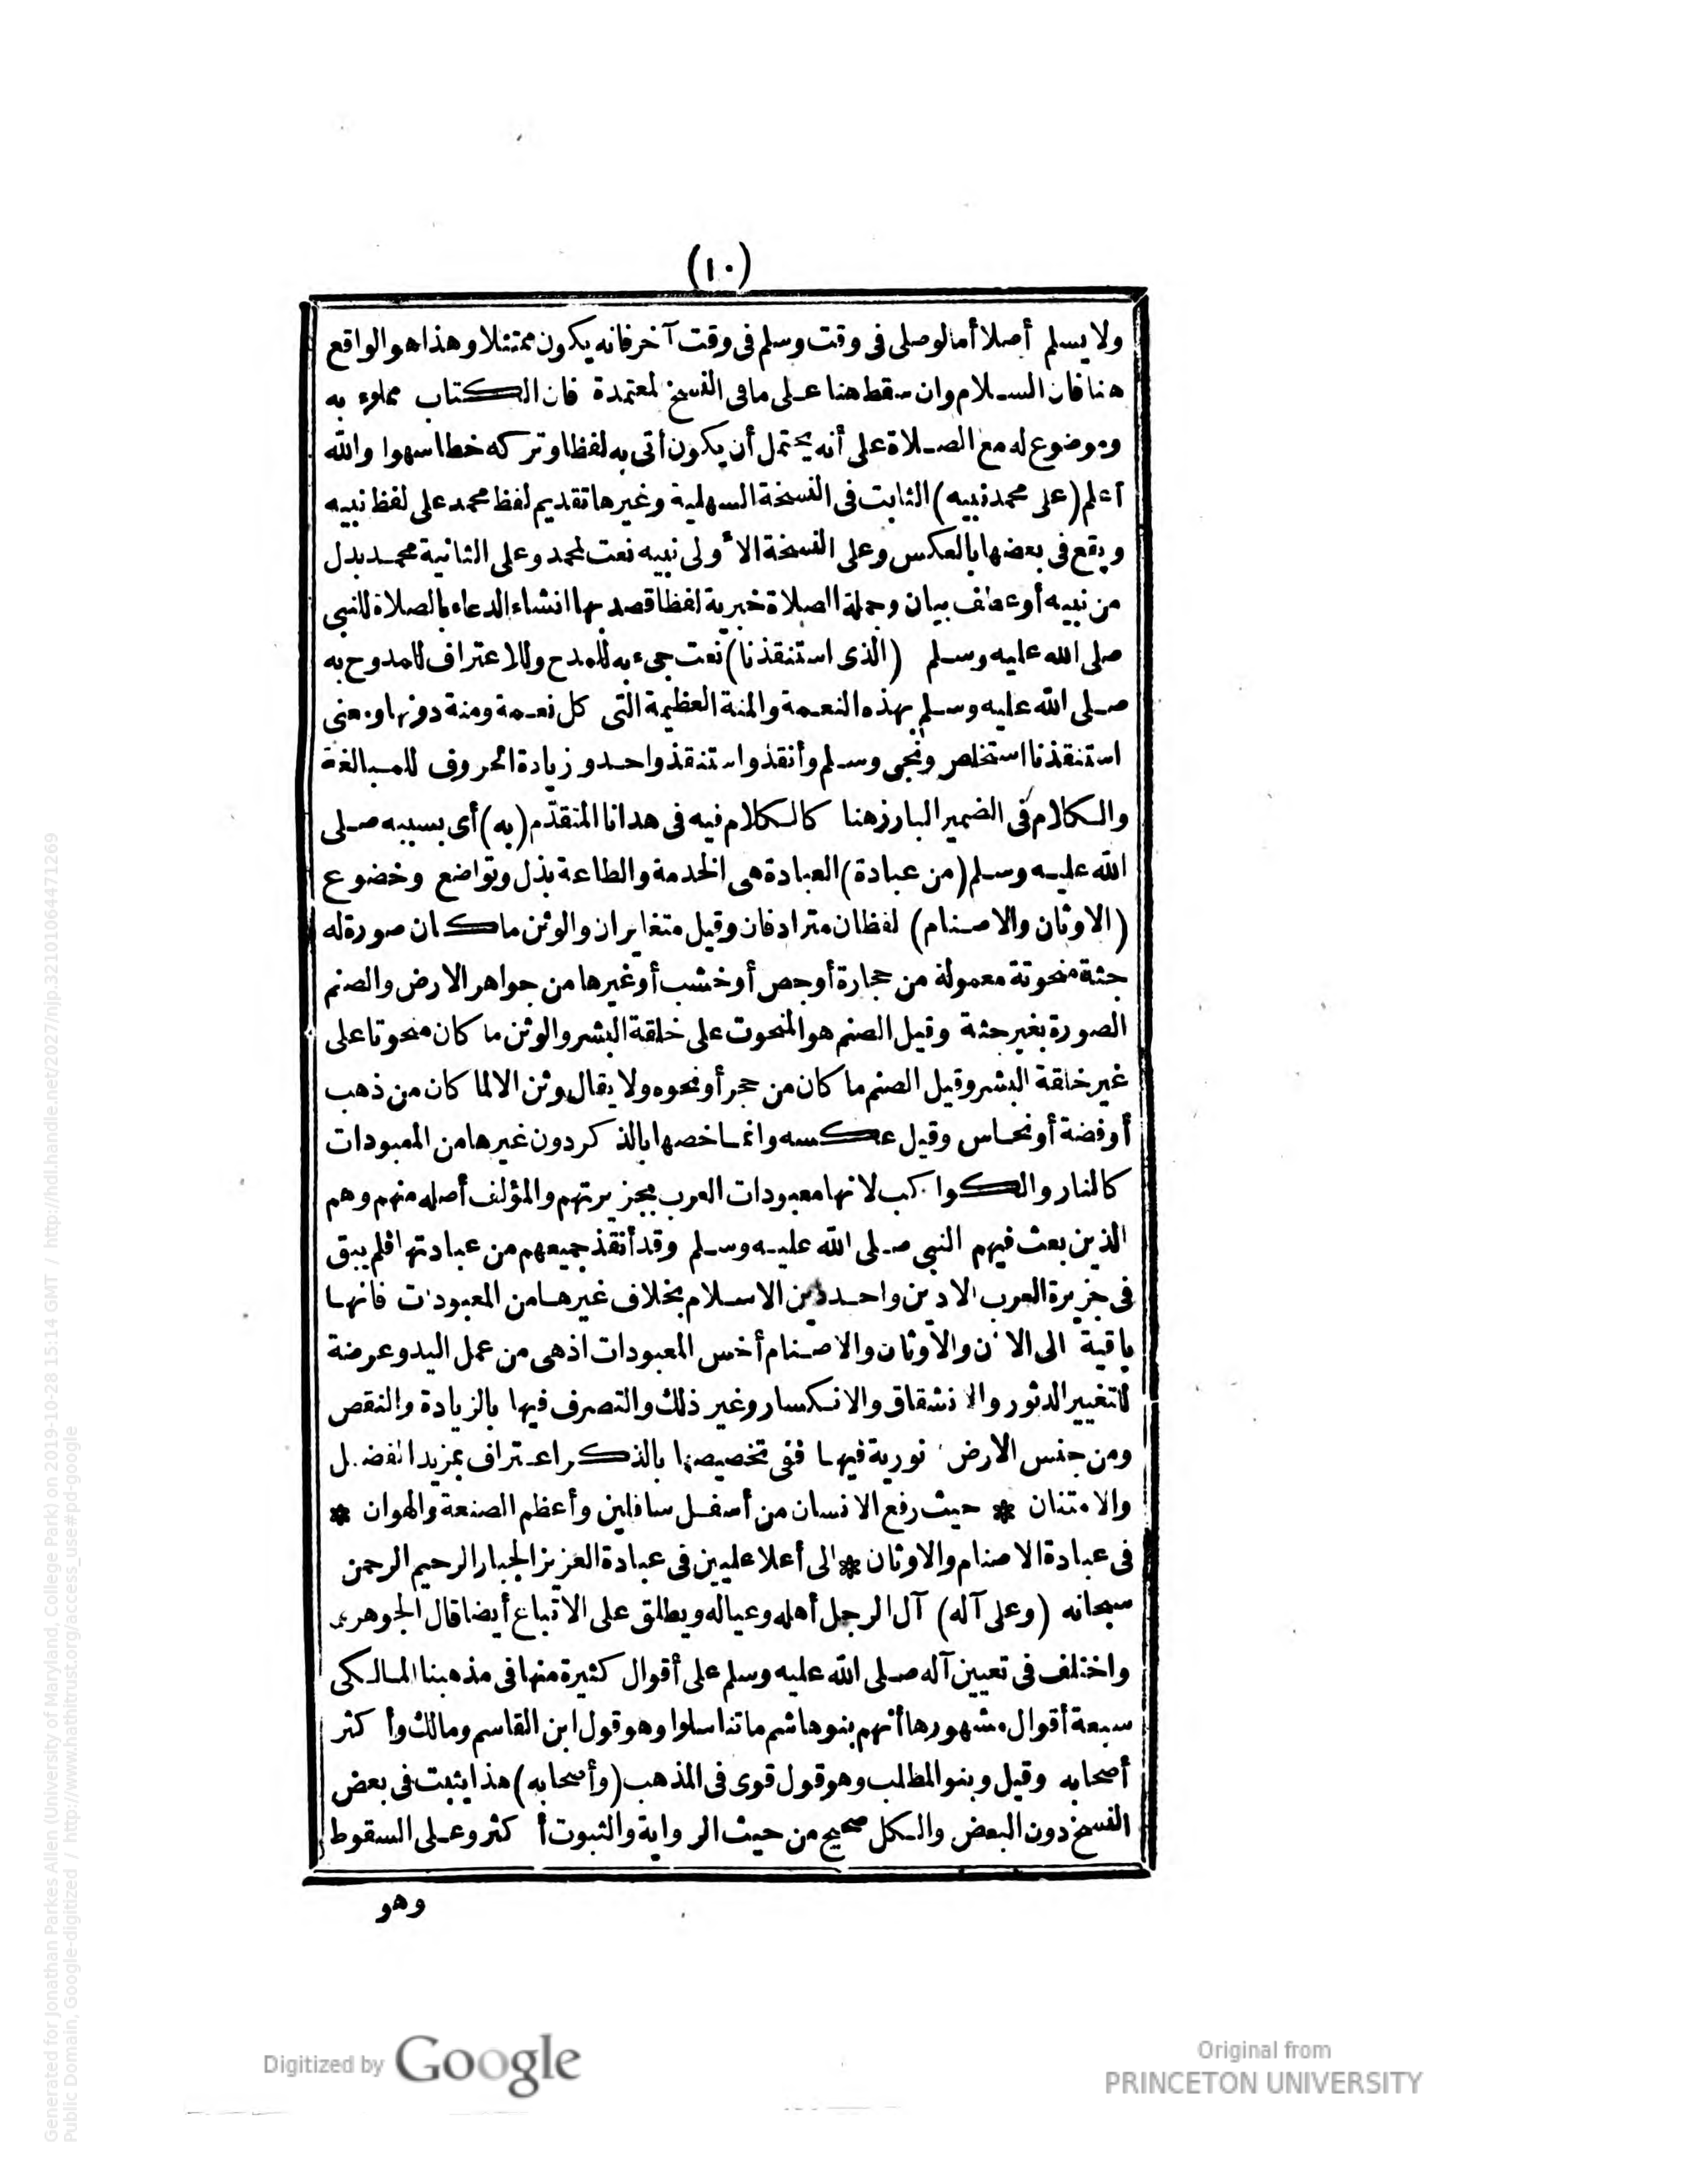 (١٠)
ولا يسلم أصلا أما لو صلى فى وقت وسلم فى وقت آخر فانه يكون ممتثلا وهذا هو الواقع
هنا فان السلام وان سقط هنا على ما فى النسخ المعتمدة فان الكتاب مملوء به
وموضوع له مع الصلاة على أنه يحتمل أن يكون أتى به لفظا وتركه خطا سهوا والله
أعلم (على محمد نبيه) الثابت فى النسخة السهلية وغيرها تقديم لفظ محمد على لفظ نبيه
ويقع فى بعضها بالعكس وعلى النسخة الأولى نبيه نعت لمحمد وعلى الثانية محمد بدل
من نبيه أو عطف بيان وجملة الصلاة خبرية لفظا قصد بها انشاء الدعاء بالصلاة للنبى
صلى الله عليه وسلم (الذى استنقذنا) نعت جىء به للمدح وللاعتراف للمدوح به
صلى الله عليه وسلم بهذه النعمة والمنة العظيمة التى كل نعمة ومنة دونها ومعنى
استنقذنا استخلص ونجى وسلم وأنقذ واستنقذ واحد وزيادة الحروف للمبالغة
والكلام فى الضمير البارز هنا كالكلام فيه فى هدانا المتقدّم (به) أى بسببه صلى
الله عليه وسلم (من عبادة) العبادة هى الخدمة والطاعة بذل وتواضع وخضوع
(الاوثان والاصنام) لفظان مترادفان وقيل متغايران والوثن ما كان صورة له
جثة منحوتة معمولة من حجارة أو جص أو خشب أو غيرها من جواهر الارض والصنم
الصورة بغير جثة وقيل الصنم هو المنحوت على خلقة البشر والوثن ما كان منحوتا على
غير خلقة البشر وقيل الصنم ما كان من حجر أو نحوه ولا يقال وثن الا لما كان من ذهب
أو فضة أو نحاس وقيل عكسه وانما خصها بالذكر دون غيرها من المعبودات
كالنار والكواكب لانها معبودات العرب بجزيرتهم والمؤلف أصله منهم وهم
الذين بعث فيهم النبى صلى الله عليه وسلم وقد أنقذ جميعهم من عبادتها فلم يبق
فى جزيرة العرب الا دين واحد دين الاسلام بخلاف غيرها من المعبودات فانها
باقية الى الآن والأوثان والاصنام أخس المعبودات اذ هى من عمل اليد وعرضة
للتغيير الدثور والانشقاق والانكسار وغير ذلك والتصرف فيها بالزيادة والنقص
ومن جنس الارض نورية فيها ففى تخصيصها بالذكر اعتراف بمزيد الفضل
والامتنان * حيث رفع الانسان من أسفل سافلين وأعظم الصنعة والهوان *
فى عبادة الاصنام والاوثان * الى أعلا عليين فى عبادة العزيز الجبار الرحيم الرحمن
سبحانه (وعلى آله) آل الرجل أهله وعياله ويطلق على الاتباع أيضا قال الجوهرى
واختلف فى تعيين آله صلى الله عليه وسلم على أقوال كثيرة منها فى مذهبنا المالكى
سبعة أقوال مشهورها أنهم بنو هاشم ما تناسلوا وهو قول ابن القاسم ومالك وأكثر
أصحابه وقيل وبنو المطلب وهو قول قوى فى المذهب (وأصحابه) هذا يثبت فى بعض
النسخ دون البعض والكل صحيح من حيث الرواية والثبوت أكثر وعلى السقوط
وهو
Digitized by Google
Original from
PRINCETON UNIVERSITY
Generated for Jonathan Parkes Allen (University of Maryland, College Park) on 2019-10-28 15:14 GMT / http://hdl.handle.net/2027/njp.32101064471269
Public Domain, Google-digitized / http://www.hathitrust.org/access_use#pd-google